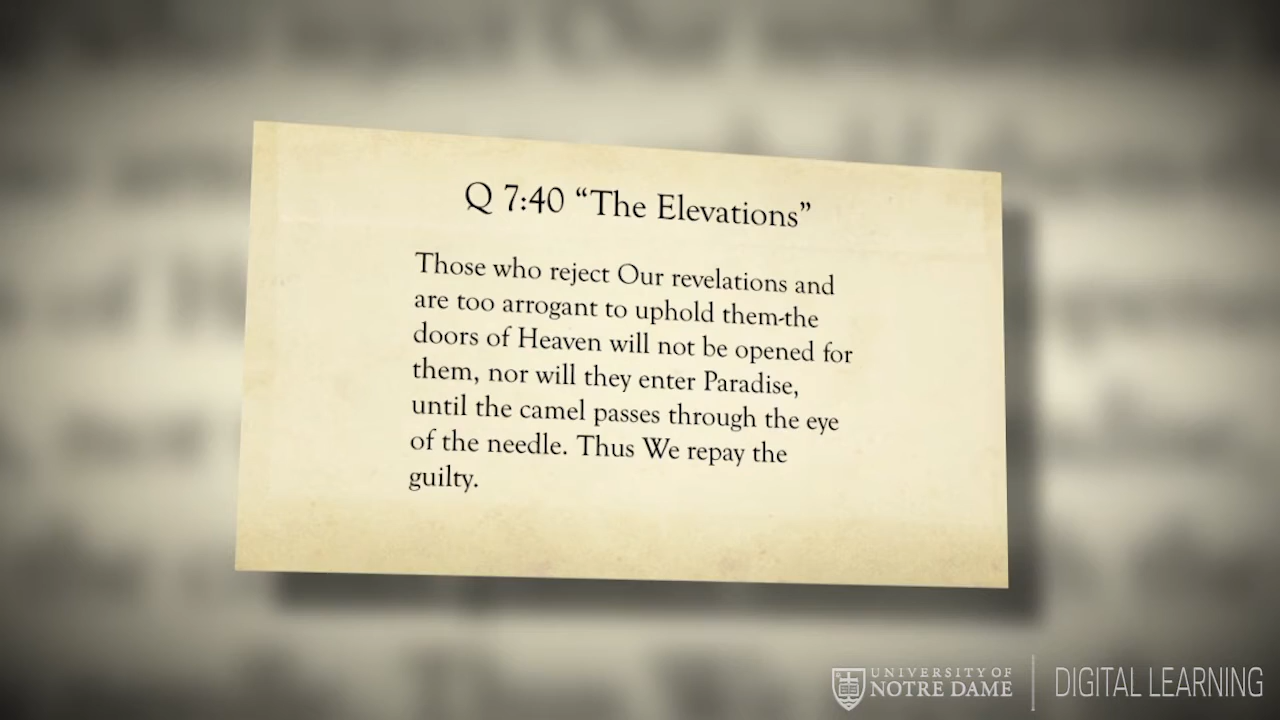 Q 7:40 “The Elevations”
Those who reject Our revelations and
are too arrogant to uphold them-the
doors of Heaven will not be opened for
them, nor will they enter Paradise,
until the camel passes through the eye
of the needle. Thus We repay the
guilty.
UNIVERSITY OF
NOTRE DAME
DIGITAL LEARNING